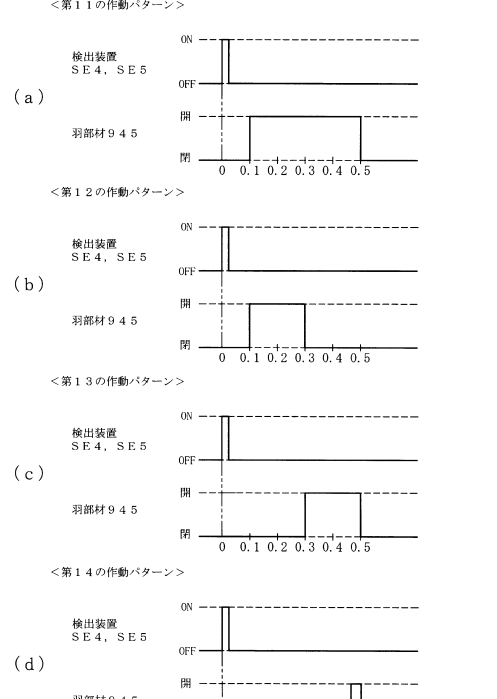 ＜第１１の作動パターン＞
ON
検出装置
ＳＥ４，ＳＥ５
OFF
（ａ）
開
羽部材９４５
閉
0 0.1 0.2 0.3 0.4 0.5
＜第１２の作動パターン＞
ON
検出装置
ＳＥ４，ＳＥ５
OFF
（ｂ）
開
羽部材９４５
閉
0 0.1 0.2 0.3 0.4 0.5
＜第１３の作動パターン＞
ON
検出装置
ＳＥ４，ＳＥ５
OFF
（ｃ）
開
羽部材９４５
閉
0 0.1 0.2 0.3 0.4 0.5
＜第１４の作動パターン＞
ON
検出装置
ＳＥ４，ＳＥ５
OFF
（ｄ）
開
羽部材９４５